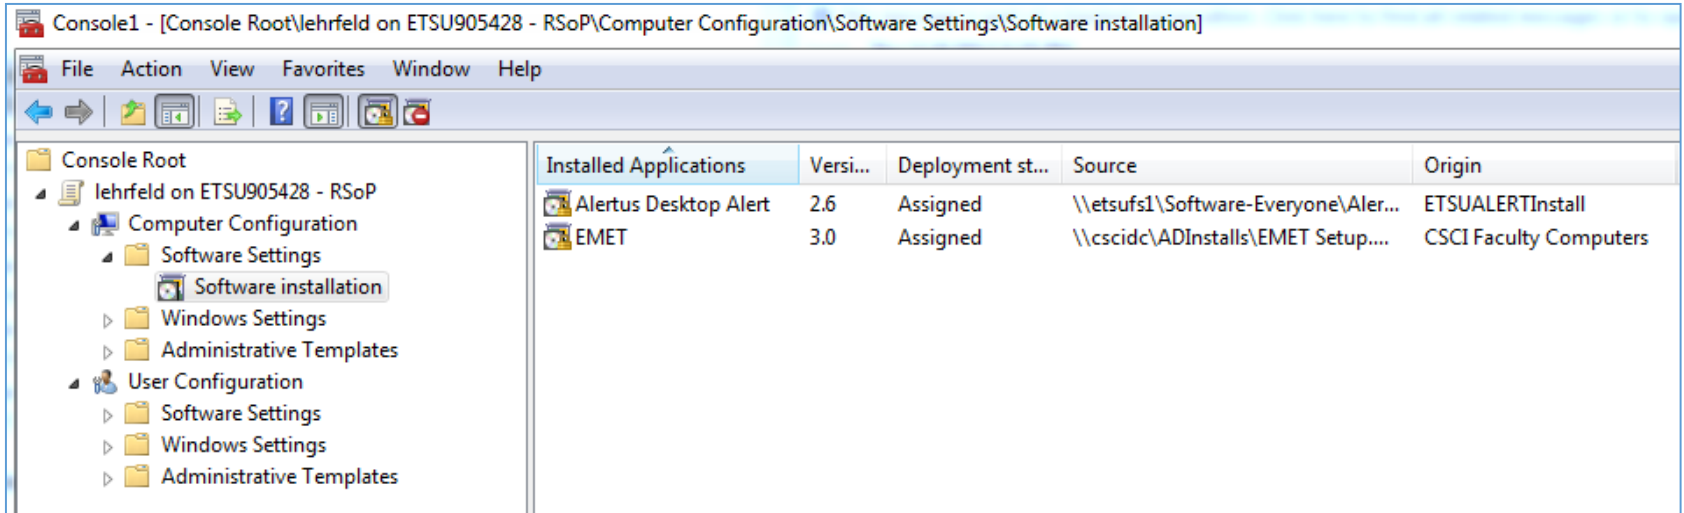 Console1 - [Console Root\lehrfeld on ETSU905428 - RSoP\Computer Configuration\Software Settings\Software installation]
File Action View Favorites Window Help
Console Root
lehrfeld on ETSU905428 - RSoP
Computer Configuration
Software Settings
Software installation
Windows Settings
Administrative Templates
User Configuration
Software Settings
Windows Settings
Administrative Templates
Installed Applications Versi... Deployment st... Source Origin
Alertus Desktop Alert 2.6 Assigned \\etsufs1\Software-Everyone\Aler... ETSUALERTInstall
EMET 3.0 Assigned \\cscidc\ADInstalls\EMET Setup.... CSCI Faculty Computers